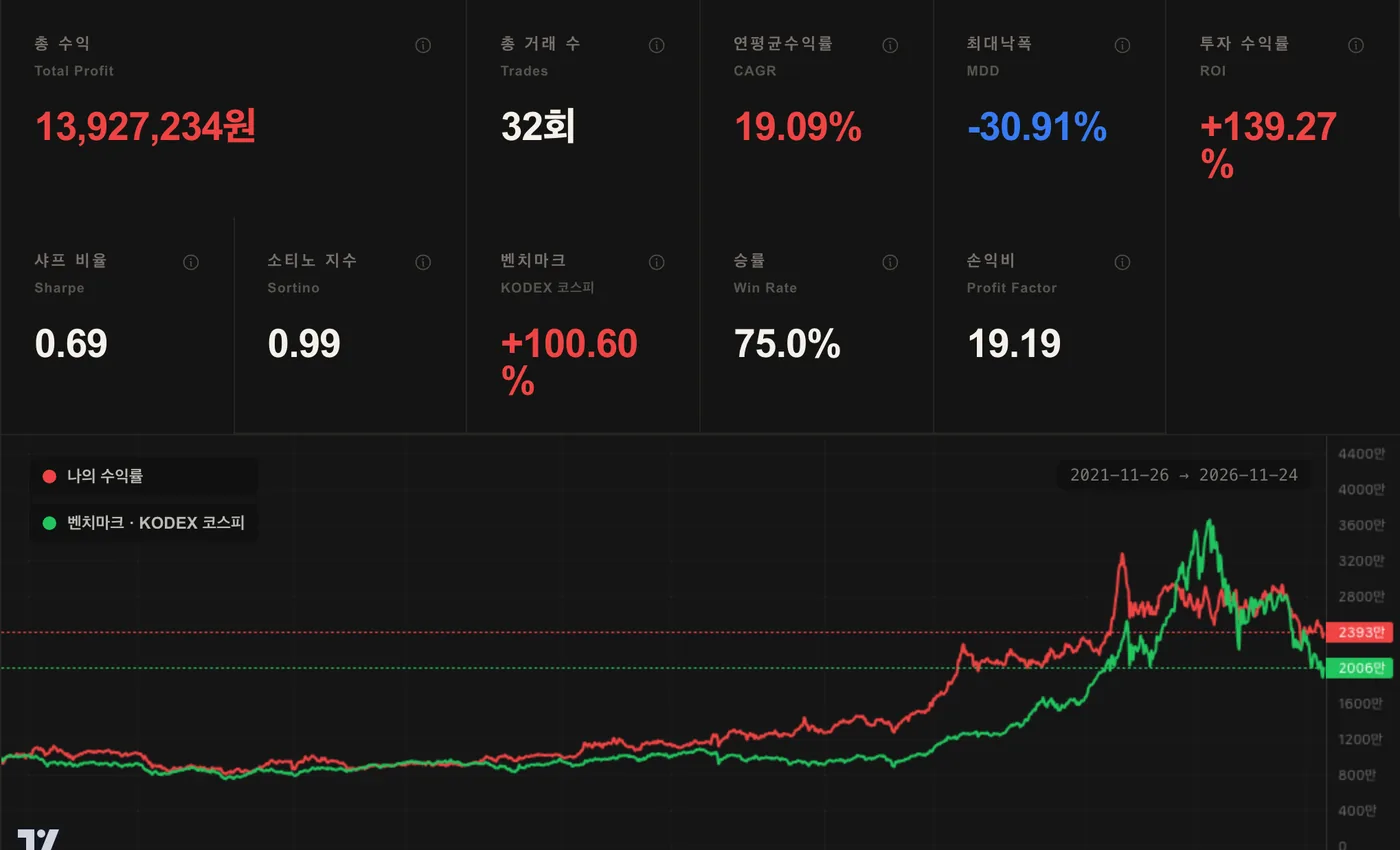 총 수익
Total Profit
13,927,234원
총 거래 수
Trades
32회
연평균수익률
CAGR
19.09%
최대낙폭
MDD
-30.91%
투자 수익률
ROI
+139.27
%
샤프 비율
Sharpe
0.69
소티노 지수
Sortino
0.99
벤치마크
KODEX 코스피
+100.60
%
승률
Win Rate
75.0%
손익비
Profit Factor
19.19
나의 수익률
벤치마크 · KODEX 코스피
2021-11-26 → 2026-11-24
4400만
4000만
3600만
3200만
2800만
2393만
2006만
1600만
1200만
800만
400만
0